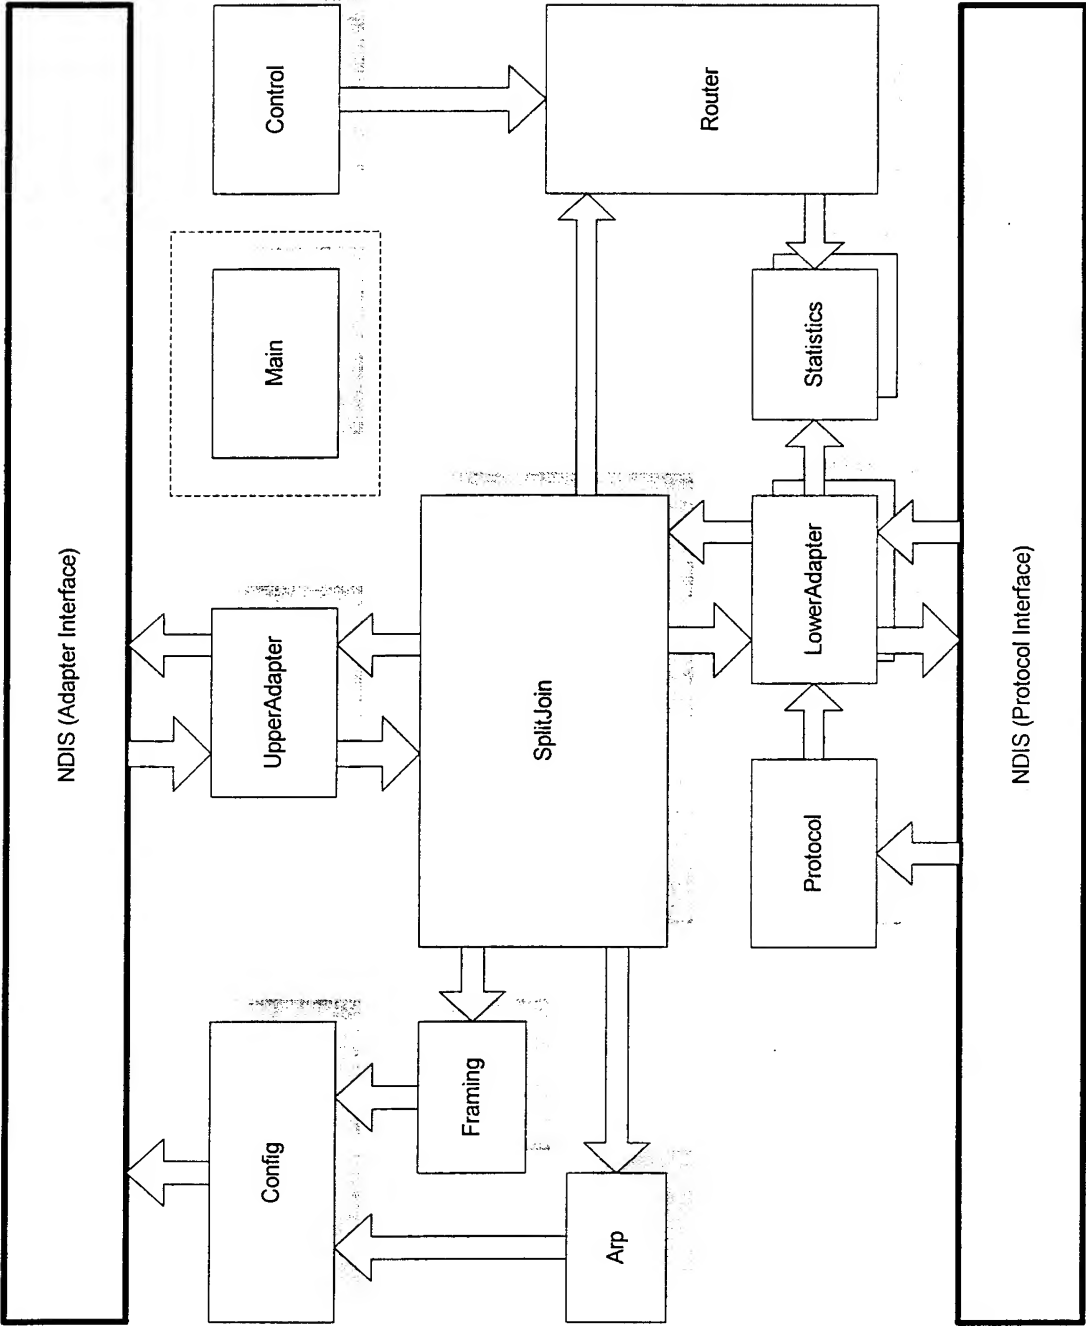 NDIS (Adapter Interface)
Config
UpperAdapter
Main
Control
Framing
SplitJoin
Arp
Router
Protocol
LowerAdapter
Statistics
NDIS (Protocol Interface)